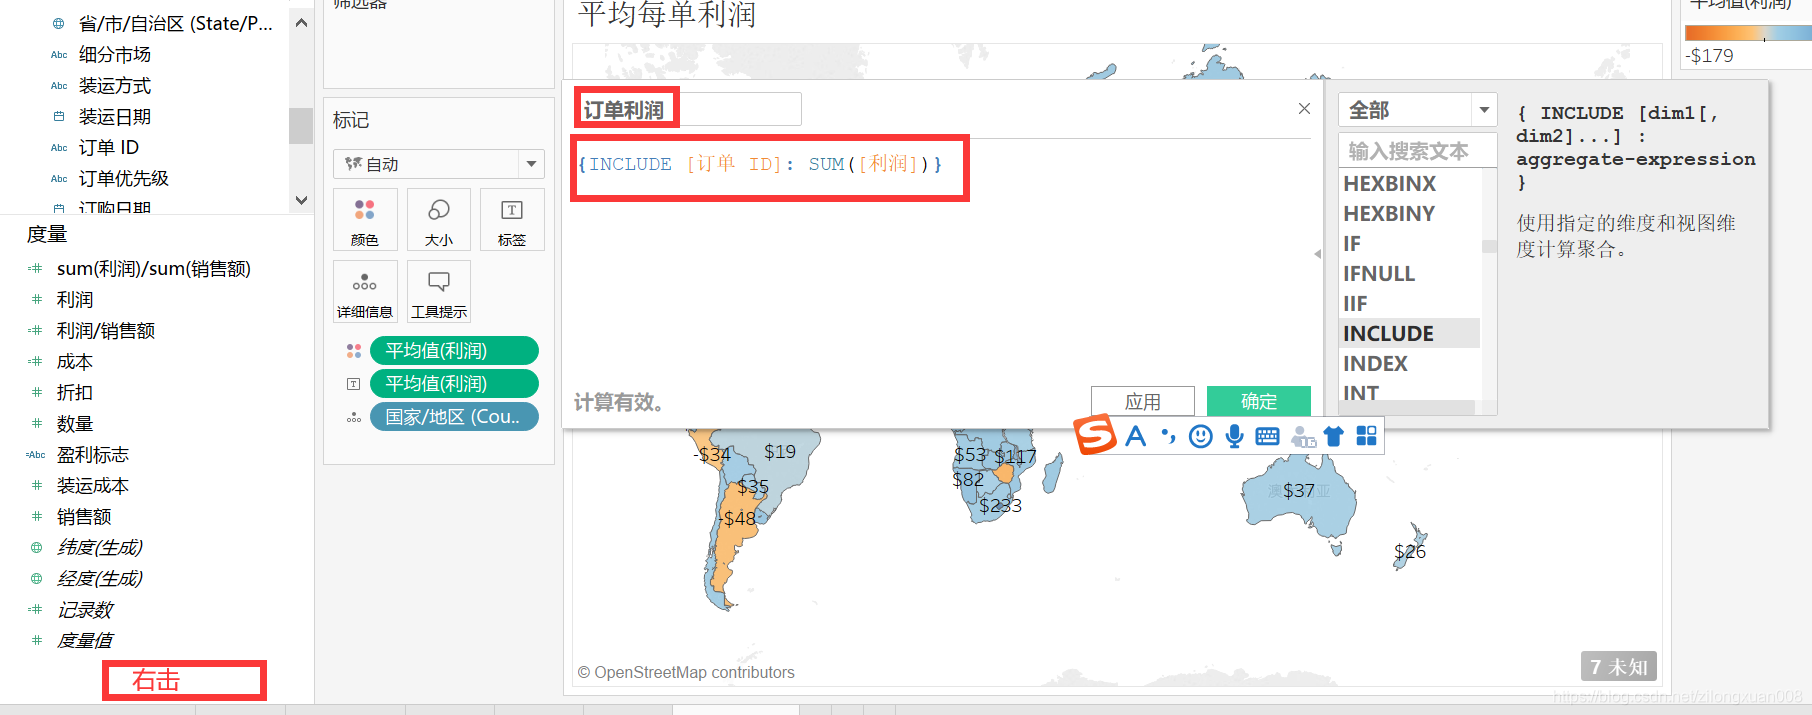 省/市/自治区 (State/P...
Abc 细分市场
Abc 装运方式
装运日期
Abc 订单 ID
Abc 订单优先级
订购日期
度量
sum(利润)/sum(销售额)
利润
利润/销售额
成本
折扣
数量
=Abc 盈利标志
装运成本
销售额
纬度(生成)
经度(生成)
记录数
度量值
右击
筛选器
标记
自动
颜色
大小
标签
详细信息
工具提示
平均值(利润)
平均值(利润)
国家/地区 (Cou..
平均每单利润
订单利润
{INCLUDE [订单 ID]: SUM([利润])}
计算有效。
应用
确定
全部
输入搜索文本
HEXBINX
HEXBINY
IF
IFNULL
IIF
INCLUDE
INDEX
INT
{ INCLUDE [dim1[,
dim2]...] :
aggregate-expression
}
使用指定的维度和视图维
度计算聚合。
平均值(利润)
-$179
-$34
$19
$35
-$48
$53
$117
$82
$233
$37
$26
© OpenStreetMap contributors
7 未知
https://blog.csdn.net/zilongxuan008